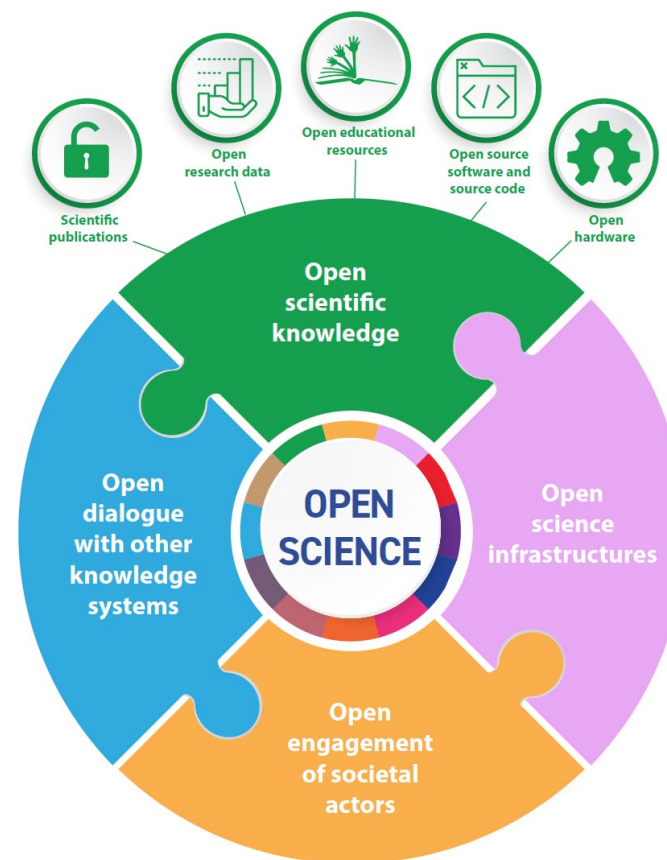 Scientific
publications
Open
research data
Open educational
resources
Open source
software and
source code
Open
hardware
Open
scientific
knowledge
Open
dialogue
with other
knowledge
systems
OPEN
SCIENCE
Open
science
infrastructures
Open
engagement
of societal
actors